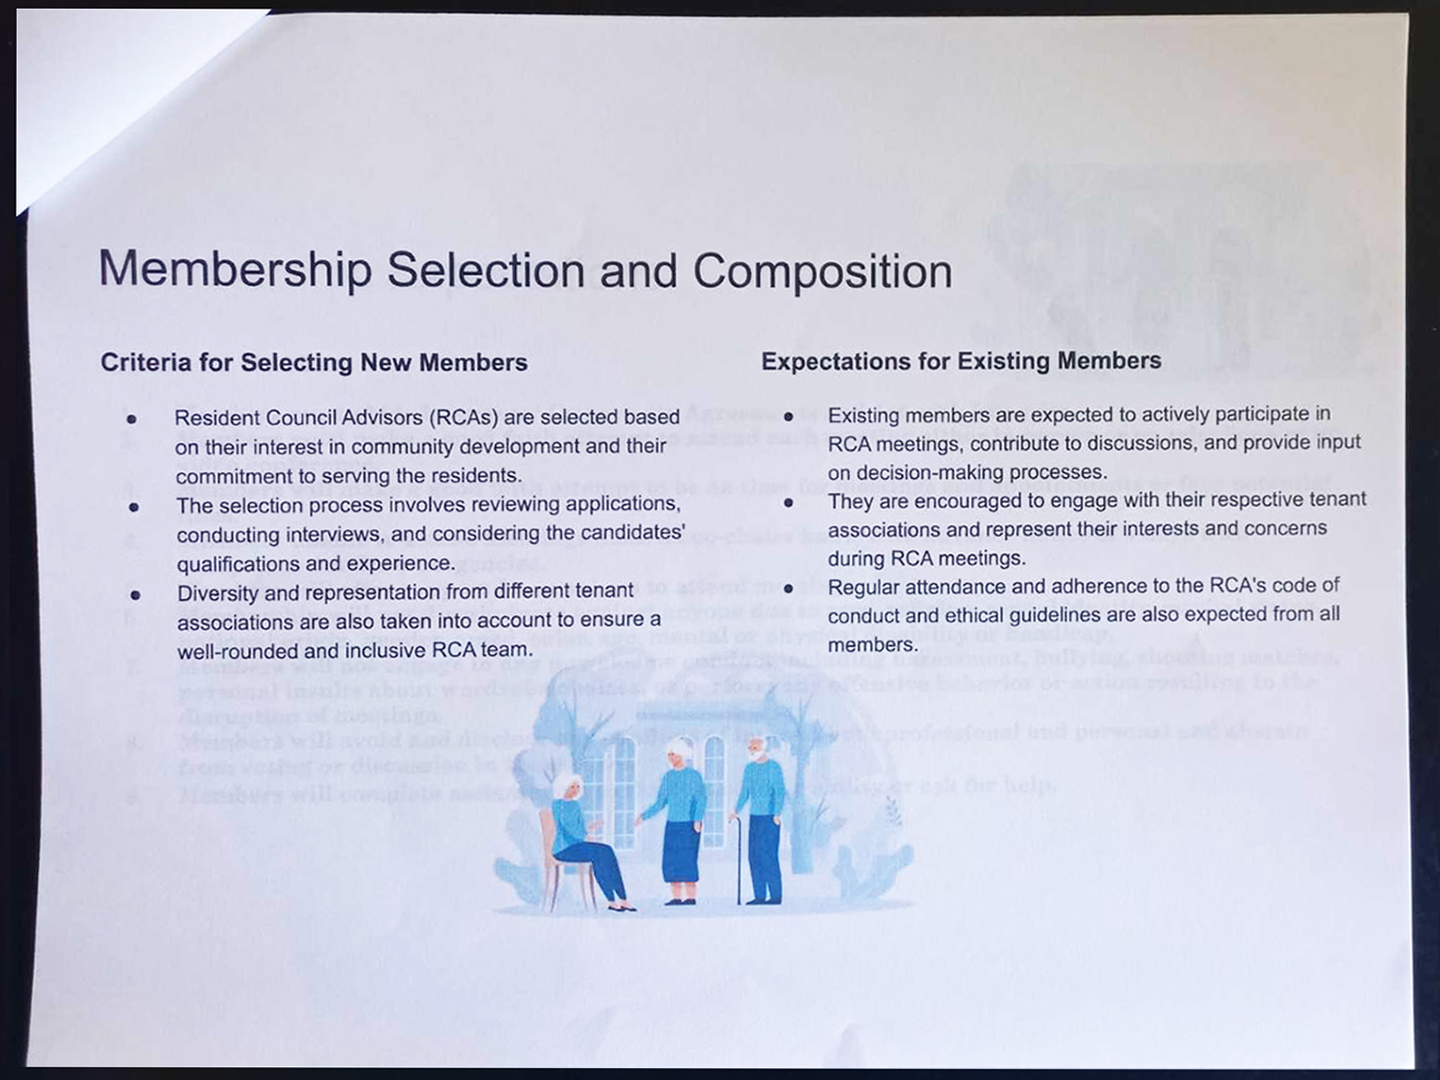 Membership Selection and Composition
Criteria for Selecting New Members
● Resident Council Advisors (RCAs) are selected based
on their interest in community development and their
commitment to serving the residents.
● The selection process involves reviewing applications,
conducting interviews, and considering the candidates'
qualifications and experience.
● Diversity and representation from different tenant
associations are also taken into account to ensure a
well-rounded and inclusive RCA team.
Expectations for Existing Members
● Existing members are expected to actively participate in
RCA meetings, contribute to discussions, and provide input
on decision-making processes.
● They are encouraged to engage with their respective tenant
associations and represent their interests and concerns
during RCA meetings.
● Regular attendance and adherence to the RCA's code of
conduct and ethical guidelines are also expected from all
members.